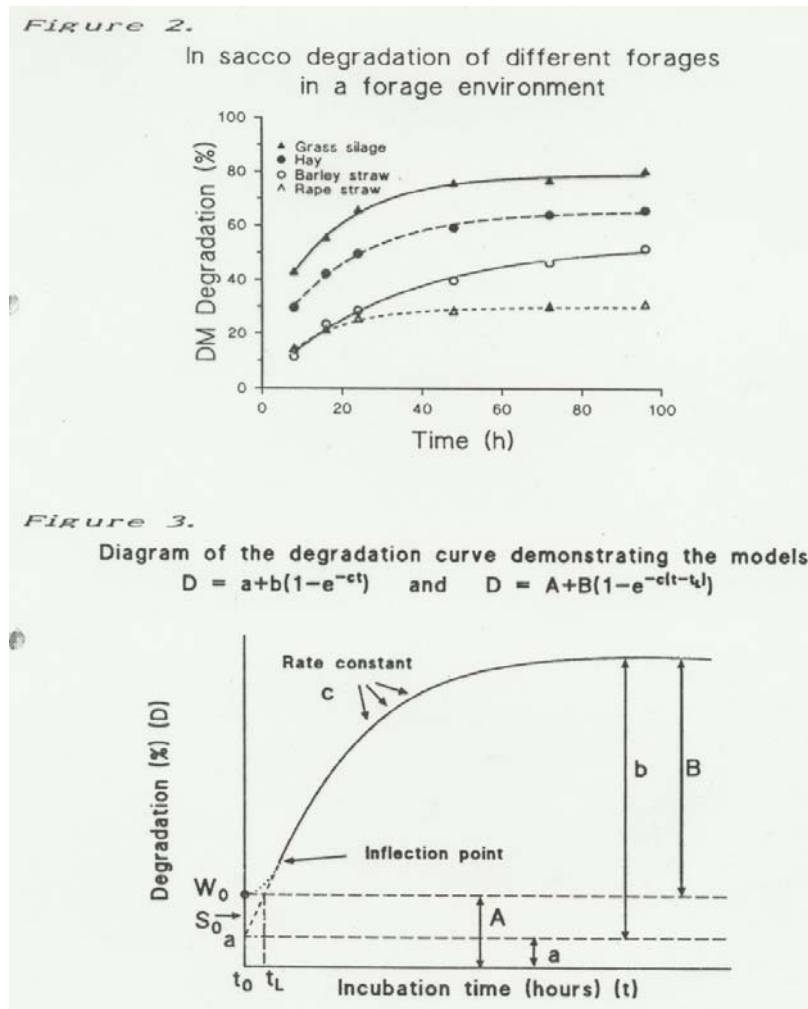 Figure 2.
In sacco degradation of different forages
in a forage environment
100
80
60
40
20
0
DM Degradation (%)
▲ Grass silage
● Hay
○ Barley straw
△ Rape straw
0 20 40 60 80 100
Time (h)
Figure 3.
Diagram of the degradation curve demonstrating the models
D = a+b(1-e^-ct) and D = A+B(1-e^-c(t-t_L))
Rate constant
c
Degradation (%) (D)
b B
Inflection point
W₀
A
S₀
a
a
t₀ t_L Incubation time (hours) (t)